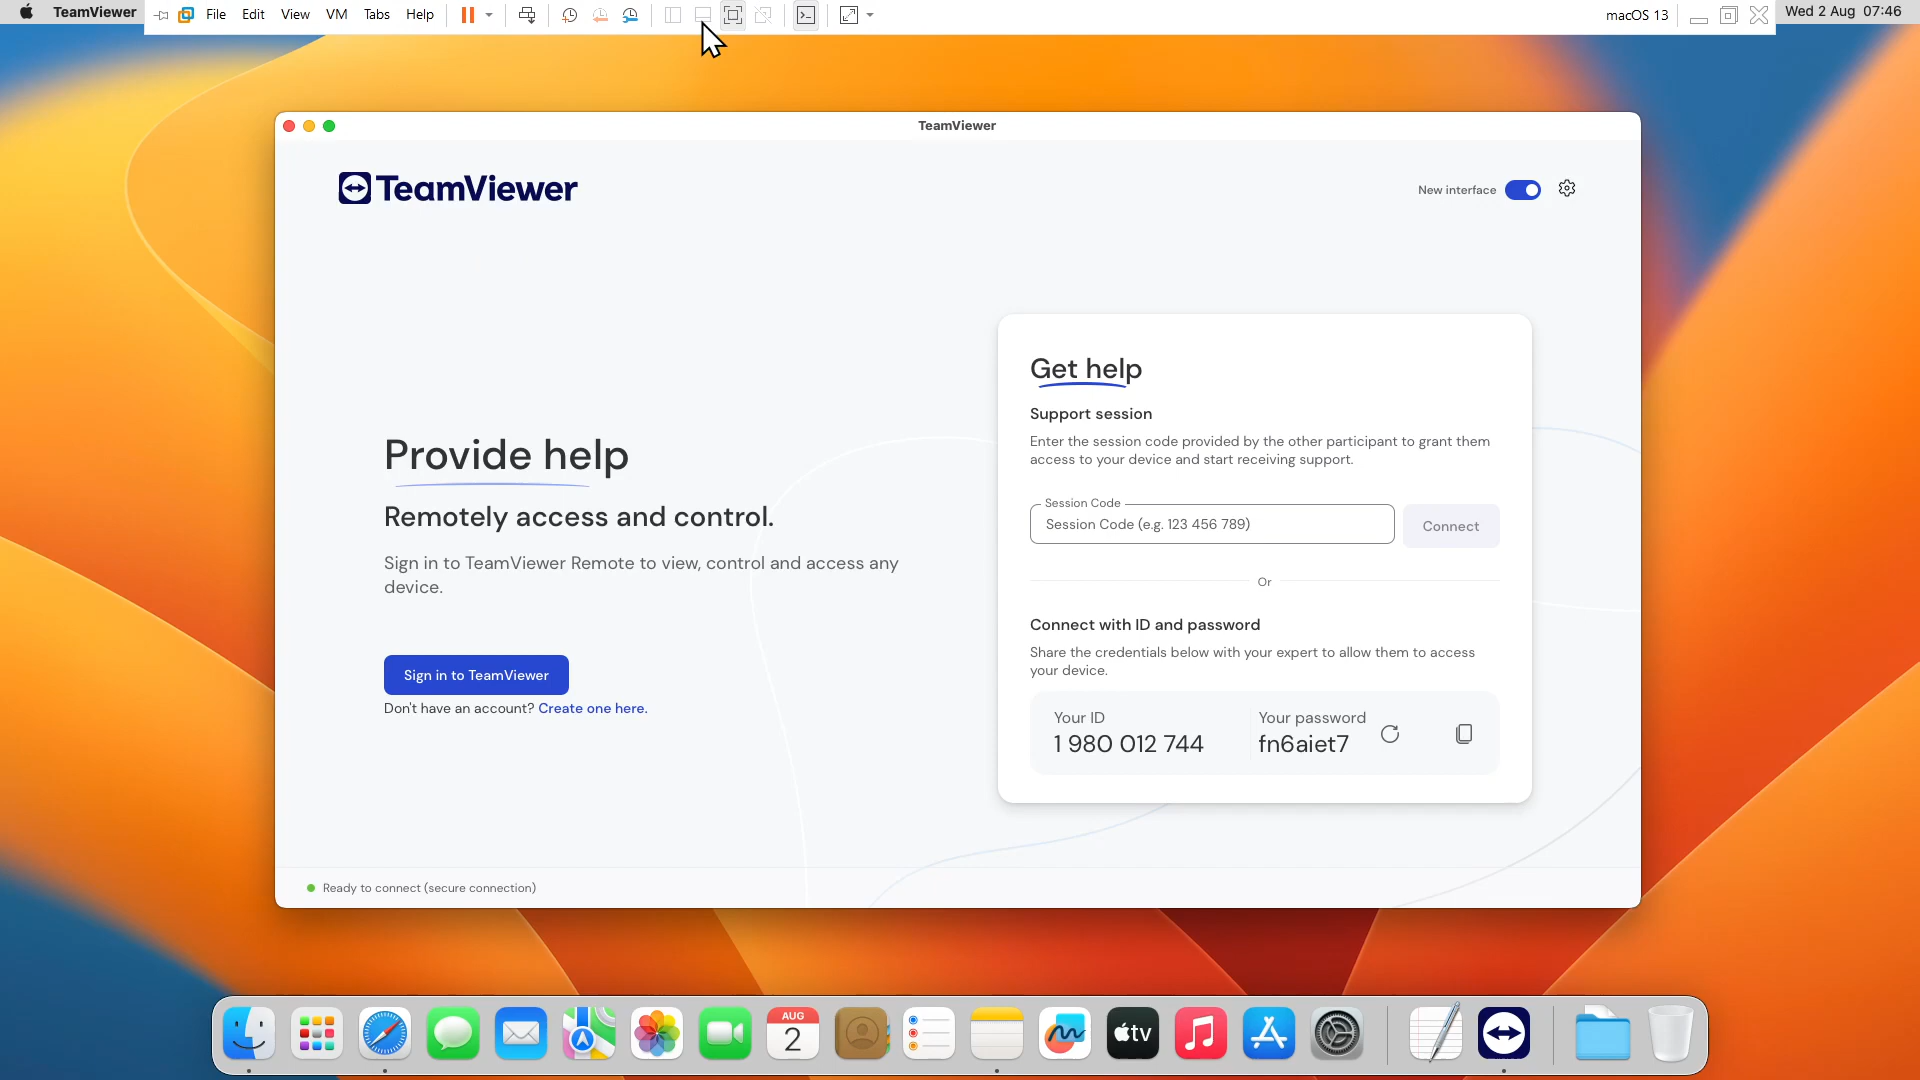 TeamViewer File Edit View VM Tabs Help macOS 13 Wed 2 Aug 07:46
TeamViewer
TeamViewer
New interface
Provide help
Remotely access and control.
Sign in to TeamViewer Remote to view, control and access any
device.
Sign in to TeamViewer
Don't have an account? Create one here.
Get help
Support session
Enter the session code provided by the other participant to grant them
access to your device and start receiving support.
Session Code
Session Code (e.g. 123 456 789)
Connect
Or
Connect with ID and password
Share the credentials below with your expert to allow them to access
your device.
Your ID
1 980 012 744
Your password
fn6aiet7
Ready to connect (secure connection)
AUG
2
tv